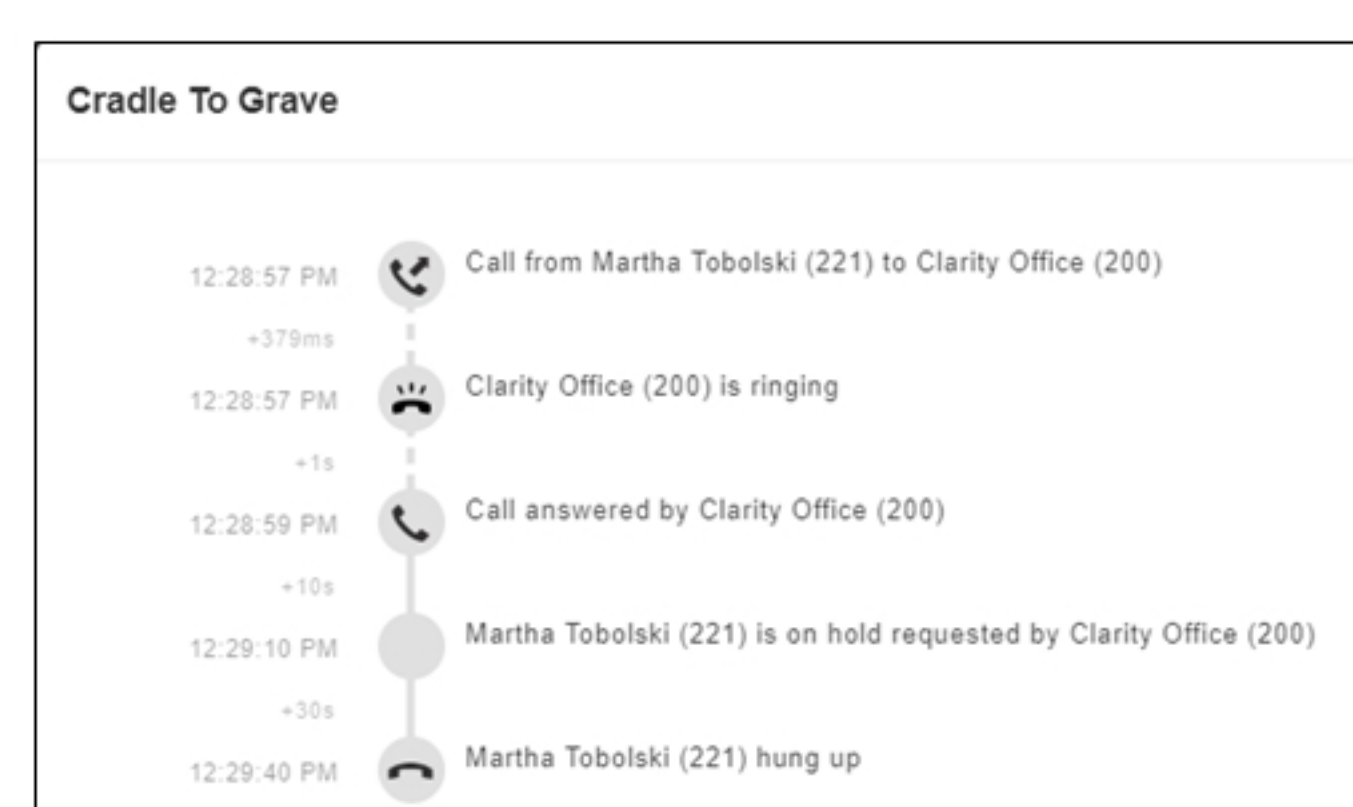 Cradle To Grave
12:28:57 PM Call from Martha Tobolski (221) to Clarity Office (200)
+379ms
12:28:57 PM Clarity Office (200) is ringing
+1s
12:28:59 PM Call answered by Clarity Office (200)
+10s
12:29:10 PM Martha Tobolski (221) is on hold requested by Clarity Office (200)
+30s
12:29:40 PM Martha Tobolski (221) hung up